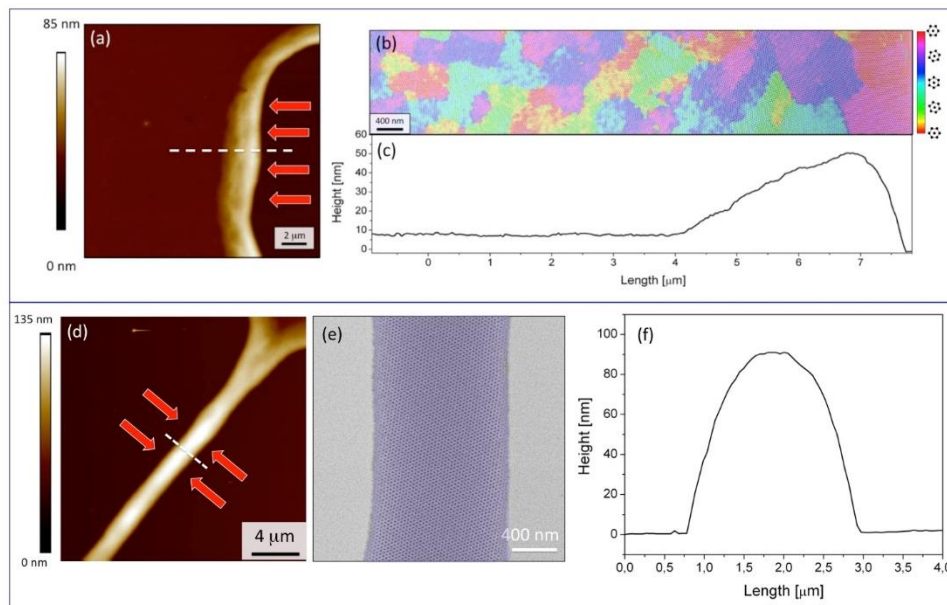 85 nm
(a)
2 μm
0 nm
(b)
400 nm
60
50
40
30
20
10
0
Height [nm]
(c)
0 1 2 3 4 5 6 7
Length [μm]
135 nm
(d)
4 μm
0 nm
(e)
400 nm
(f)
100
80
60
40
20
0
Height [nm]
0,0 0,5 1,0 1,5 2,0 2,5 3,0 3,5 4,0
Length [μm]